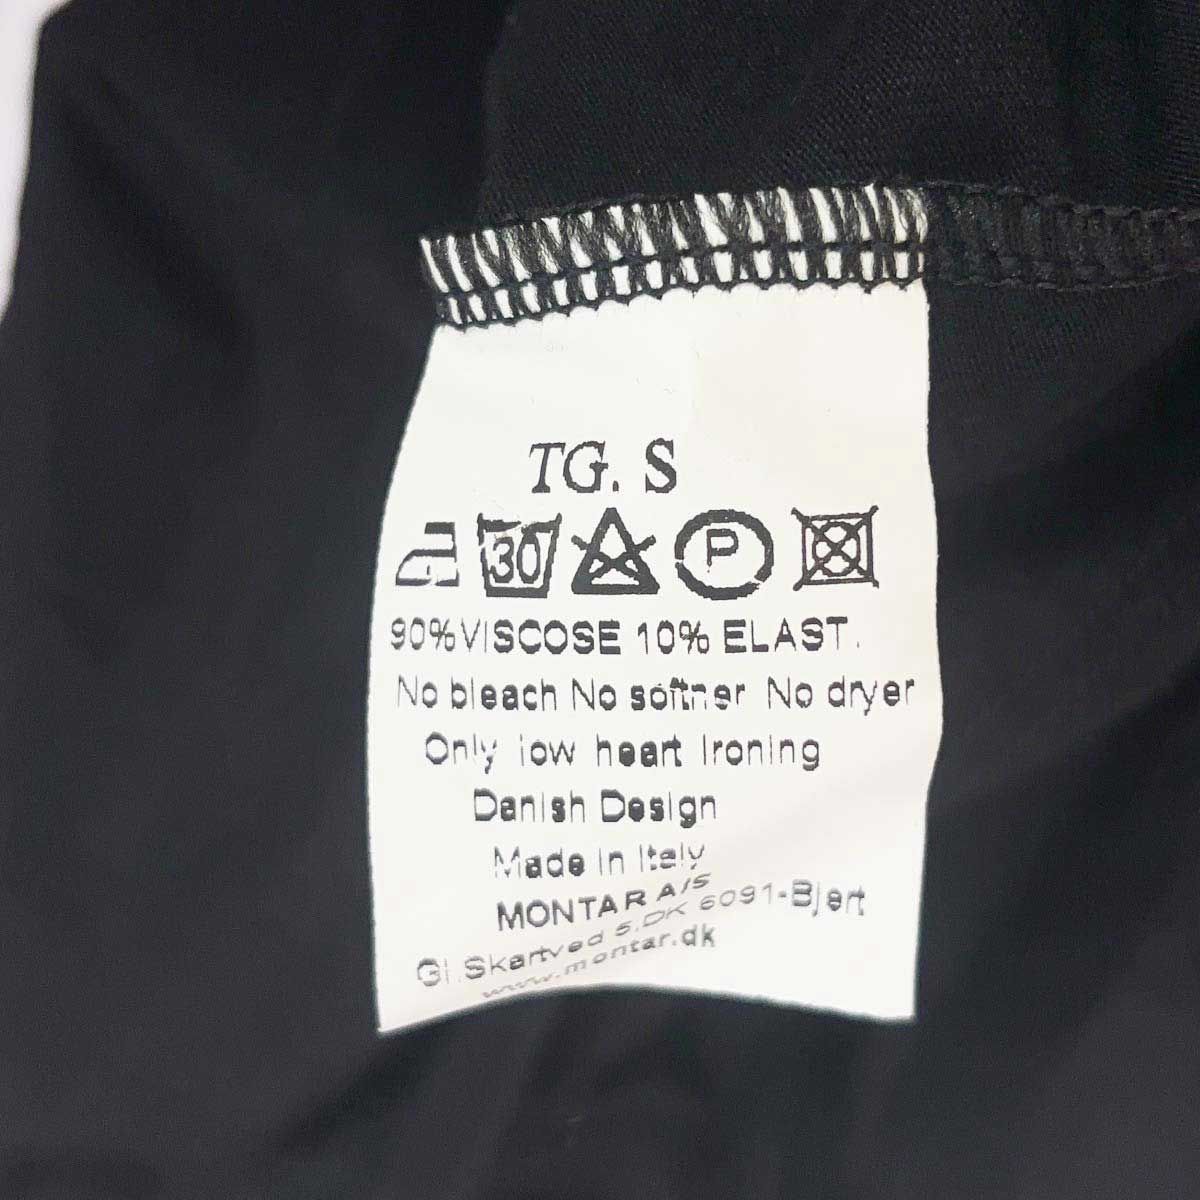 TG. S
30 P
90% VISCOSE 10% ELAST.
No bleach No softner No dryer
Only low heart Ironing
Danish Design
Made In Italy
MONTAR A/S
Gl. Skartved 5.DK 6091-Bjert
www.montar.dk